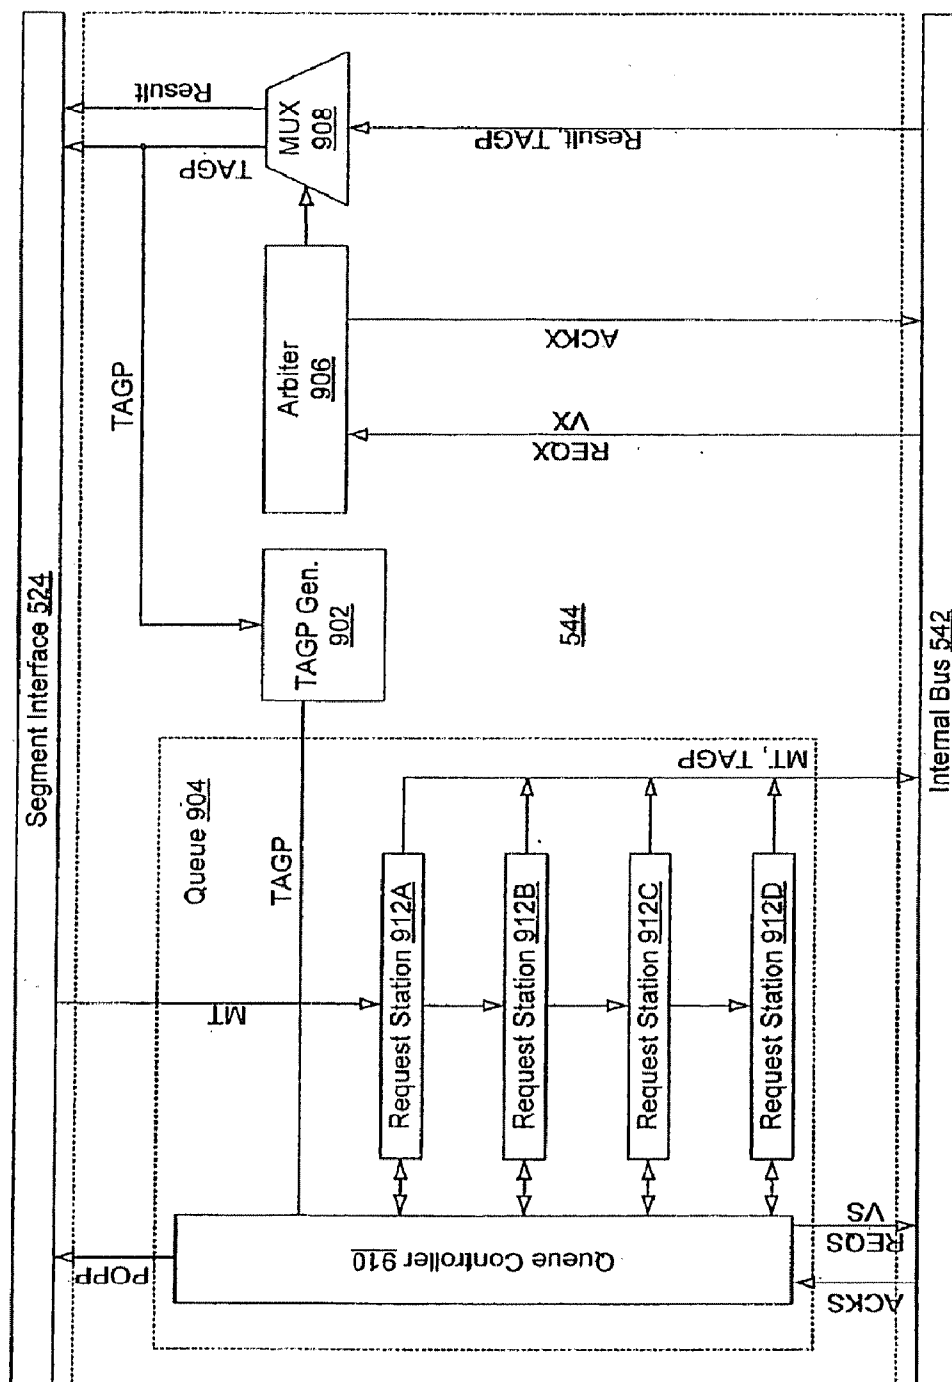 Segment Interface 524
Result
TAGP
MUX
908
Result, TAGP
TAGP
Arbiter
906
ACKX
VX
REQX
TAGP Gen.
902
544
Queue 904
TAGP
MT
MT, TAGP
Request Station 912A
Request Station 912B
Request Station 912C
Request Station 912D
Queue Controller 910
POPP
VS
REQS
ACKS
Internal Bus 542